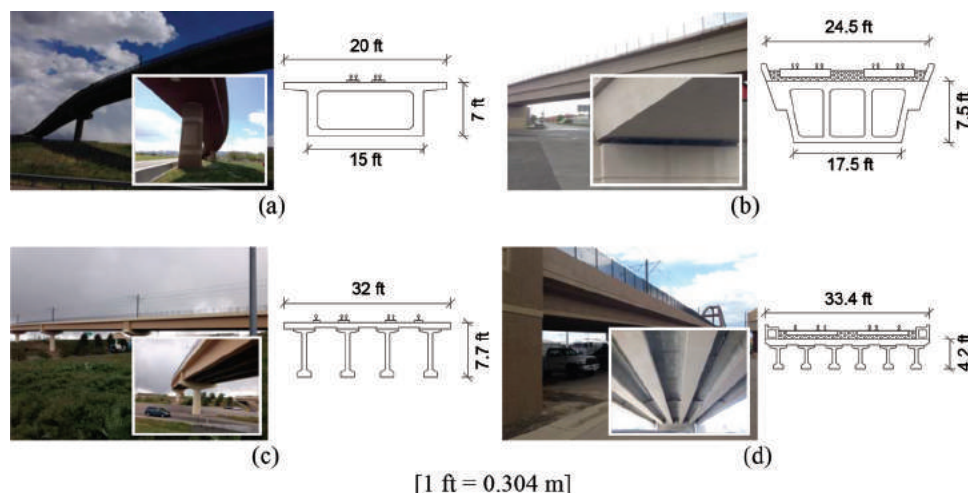 20 ft
7 ft
15 ft
(a)
24.5 ft
7.5 ft
17.5 ft
(b)
32 ft
7.7 ft
(c)
33.4 ft
4.2 ft
(d)
[1 ft = 0.304 m]